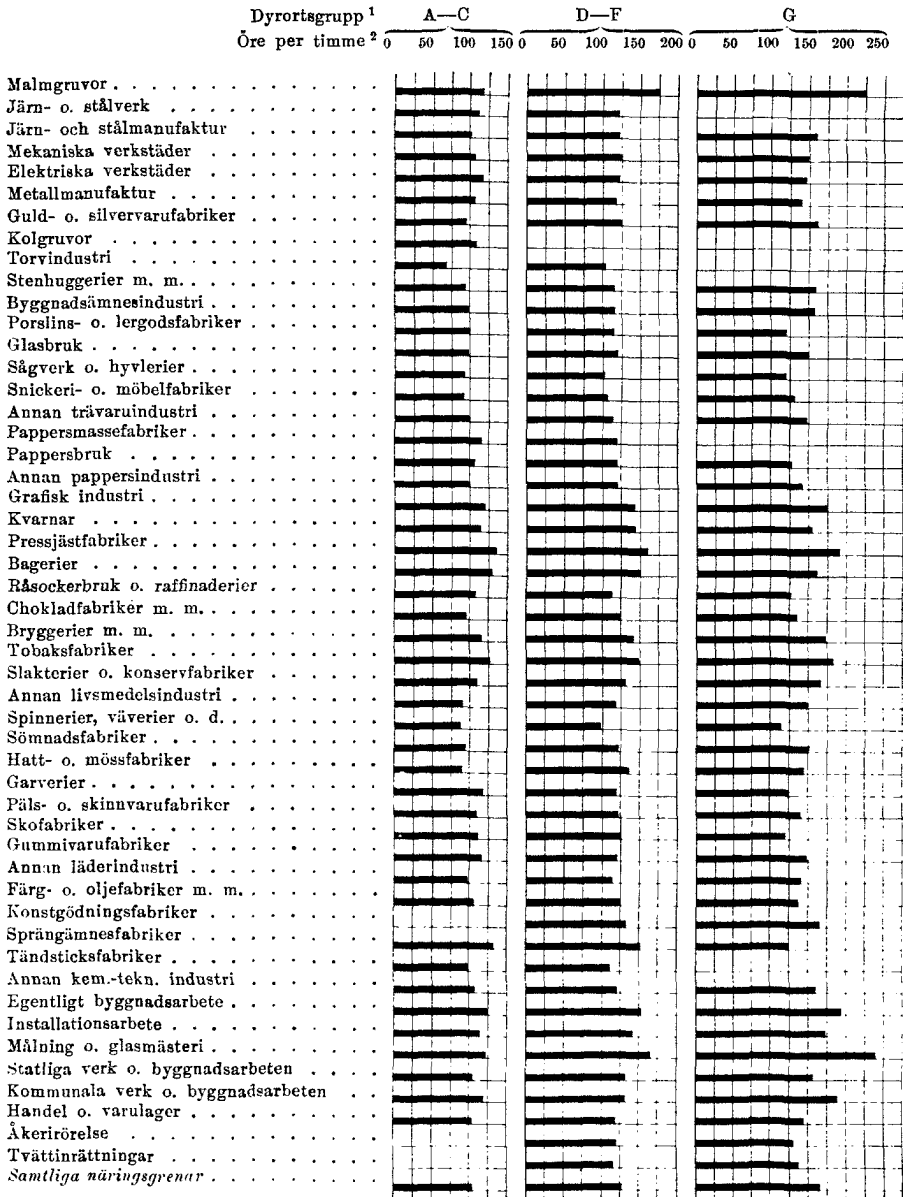 Dyrortsgrupp ¹ A—C D—F G
Öre per timme ² 0 50 100 150 0 50 100 150 200 0 50 100 150 200 250
Malmgruvor . . . . . . . . . . . . .
Järn- o. stålverk . . . . . . . . . .
Järn- och stålmanufaktur . . . . . . .
Mekaniska verkstäder . . . . . . . . .
Elektriska verkstäder . . . . . . . . .
Metallmanufaktur . . . . . . . . . . .
Guld- o. silvervarufabriker . . . . . . .
Kolgruvor . . . . . . . . . . . . .
Torvindustri . . . . . . . . . . . .
Stenhuggerier m. m. . . . . . . . . . .
Byggnadsämnesindustri . . . . . . . . .
Porslins- o. lergodsfabriker . . . . . . .
Glasbruk . . . . . . . . . . . . . .
Sågverk o. hyvlerier . . . . . . . . .
Snickeri- o. möbelfabriker . . . . . . .
Annan trävaruindustri . . . . . . . . .
Pappersmassefabriker . . . . . . . . . .
Pappersbruk . . . . . . . . . . . .
Annan pappersindustri . . . . . . . . .
Grafisk industri . . . . . . . . . . . .
Kvarnar . . . . . . . . . . . . . .
Pressjästfabriker . . . . . . . . . . .
Bagerier . . . . . . . . . . . . . .
Råsockerbruk o. raffinaderier . . . . . .
Chokladfabriker m. m. . . . . . . . . .
Bryggerier m. m. . . . . . . . . . . .
Tobaksfabriker . . . . . . . . . . . .
Slakterier o. konservfabriker . . . . . .
Annan livsmedelsindustri . . . . . . . .
Spinnerier, väverier o. d. . . . . . . . .
Sömnadsfabriker . . . . . . . . . . . .
Hatt- o. mössfabriker . . . . . . . . .
Garverier . . . . . . . . . . . . . .
Päls- o. skinnvarufabriker . . . . . . .
Skofabriker . . . . . . . . . . . . . .
Gummivarufabriker . . . . . . . . . .
Annan läderindustri . . . . . . . . . .
Färg- o. oljefabriker m. m. . . . . . . .
Konstgödningsfabriker . . . . . . . . .
Sprängämnesfabriker . . . . . . . . . .
Tändsticksfabriker . . . . . . . . . . .
Annan kem.-tekn. industri . . . . . . .
Egentligt byggnadsarbete . . . . . . . .
Installationsarbete . . . . . . . . . . .
Målning o. glasmästeri . . . . . . . . .
Statliga verk o. byggnadsarbeten . . . .
Kommunala verk o. byggnadsarbeten . .
Handel o. varulager . . . . . . . . . .
Åkerirörelse . . . . . . . . . . . .
Tvättinrättningar . . . . . . . . . .
Samtliga näringsgrenar . . . . . . . . .